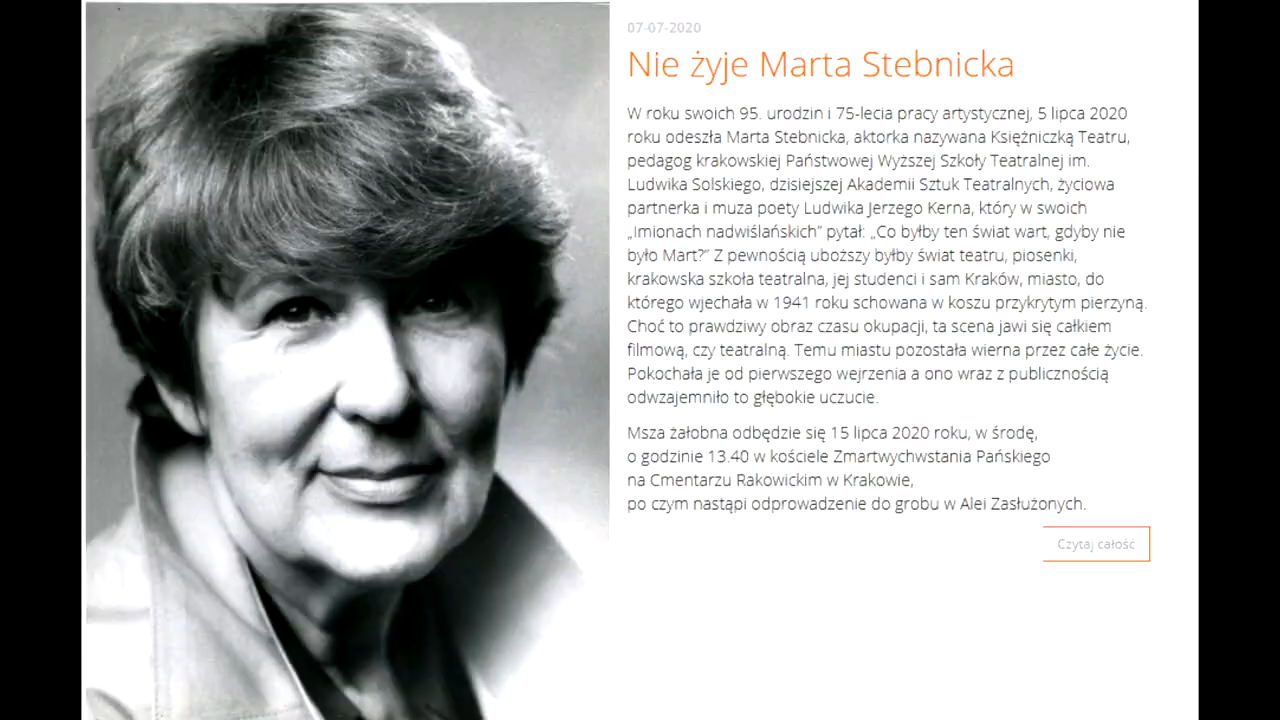 07-07-2020
Nie żyje Marta Stebnicka
W roku swoich 95. urodzin i 75-lecia pracy artystycznej, 5 lipca 2020
roku odeszła Marta Stebnicka, aktorka nazywana Księżniczką Teatru,
pedagog krakowskiej Państwowej Wyższej Szkoły Teatralnej im.
Ludwika Solskiego, dzisiejszej Akademii Sztuk Teatralnych, życiowa
partnerka i muza poety Ludwika Jerzego Kerna, który w swoich
„Imionach nadwiślańskich” pytał: „Co byłby ten świat wart, gdyby nie
było Mart?” Z pewnością uboższy byłby świat teatru, piosenki,
krakowska szkoła teatralna, jej studenci i sam Kraków, miasto, do
którego wjechała w 1941 roku schowana w koszu przykrytym pierzyną.
Choć to prawdziwy obraz czasu okupacji, ta scena jawi się całkiem
filmową, czy teatralną. Temu miastu pozostała wierna przez całe życie.
Pokochała je od pierwszego wejrzenia a ono wraz z publicznością
odwzajemniło to głębokie uczucie.
Msza żałobna odbędzie się 15 lipca 2020 roku, w środę,
o godzinie 13.40 w kościele Zmartwychwstania Pańskiego
na Cmentarzu Rakowickim w Krakowie,
po czym nastąpi odprowadzenie do grobu w Alei Zasłużonych.
Czytaj całość